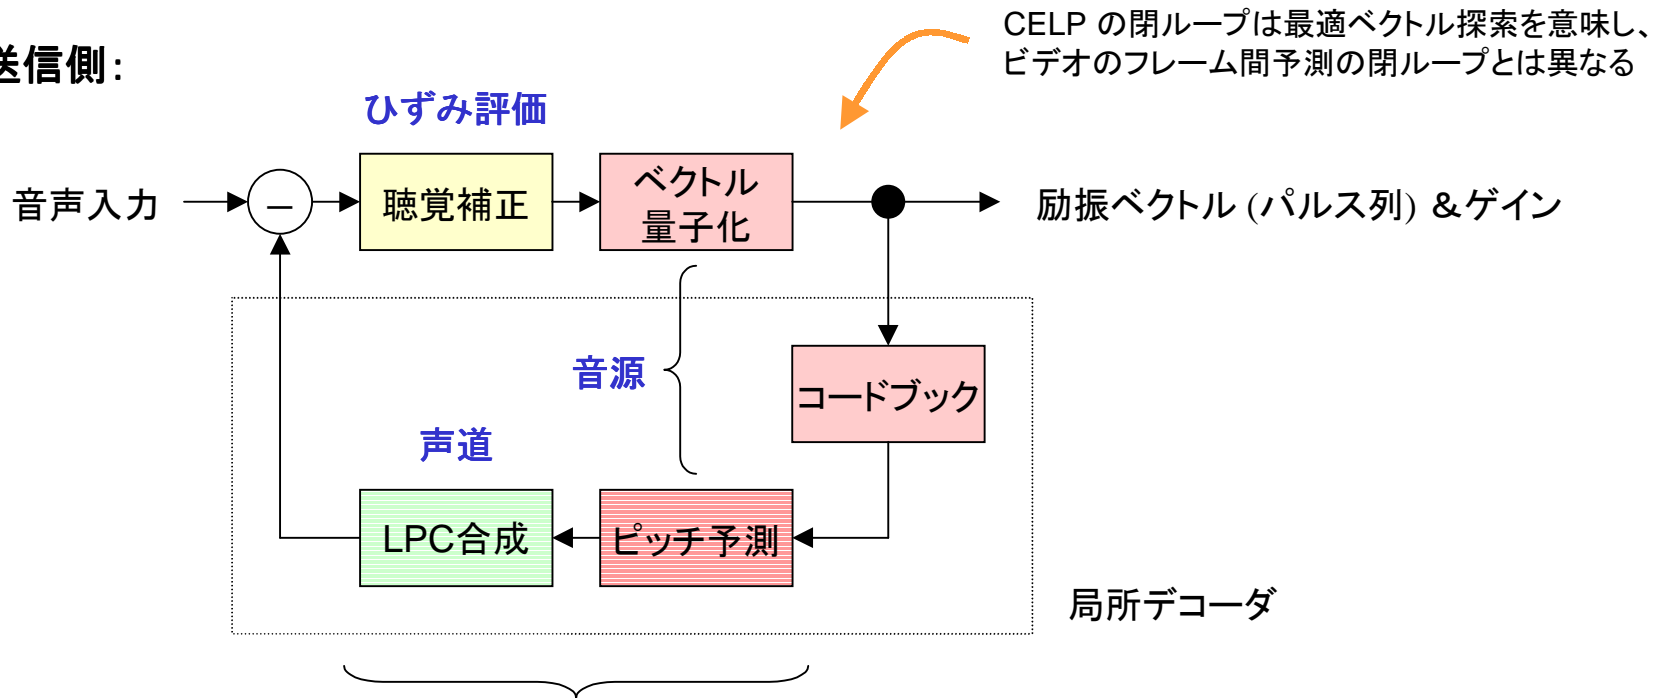 CELP の閉ループは最適ベクトル探索を意味し、
ビデオのフレーム間予測の閉ループとは異なる
送信側:
ひずみ評価
音声入力
−
聴覚補正
ベクトル
量子化
励振ベクトル (パルス列) &ゲイン
音源
コードブック
声道
LPC合成
ピッチ予測
局所デコーダ